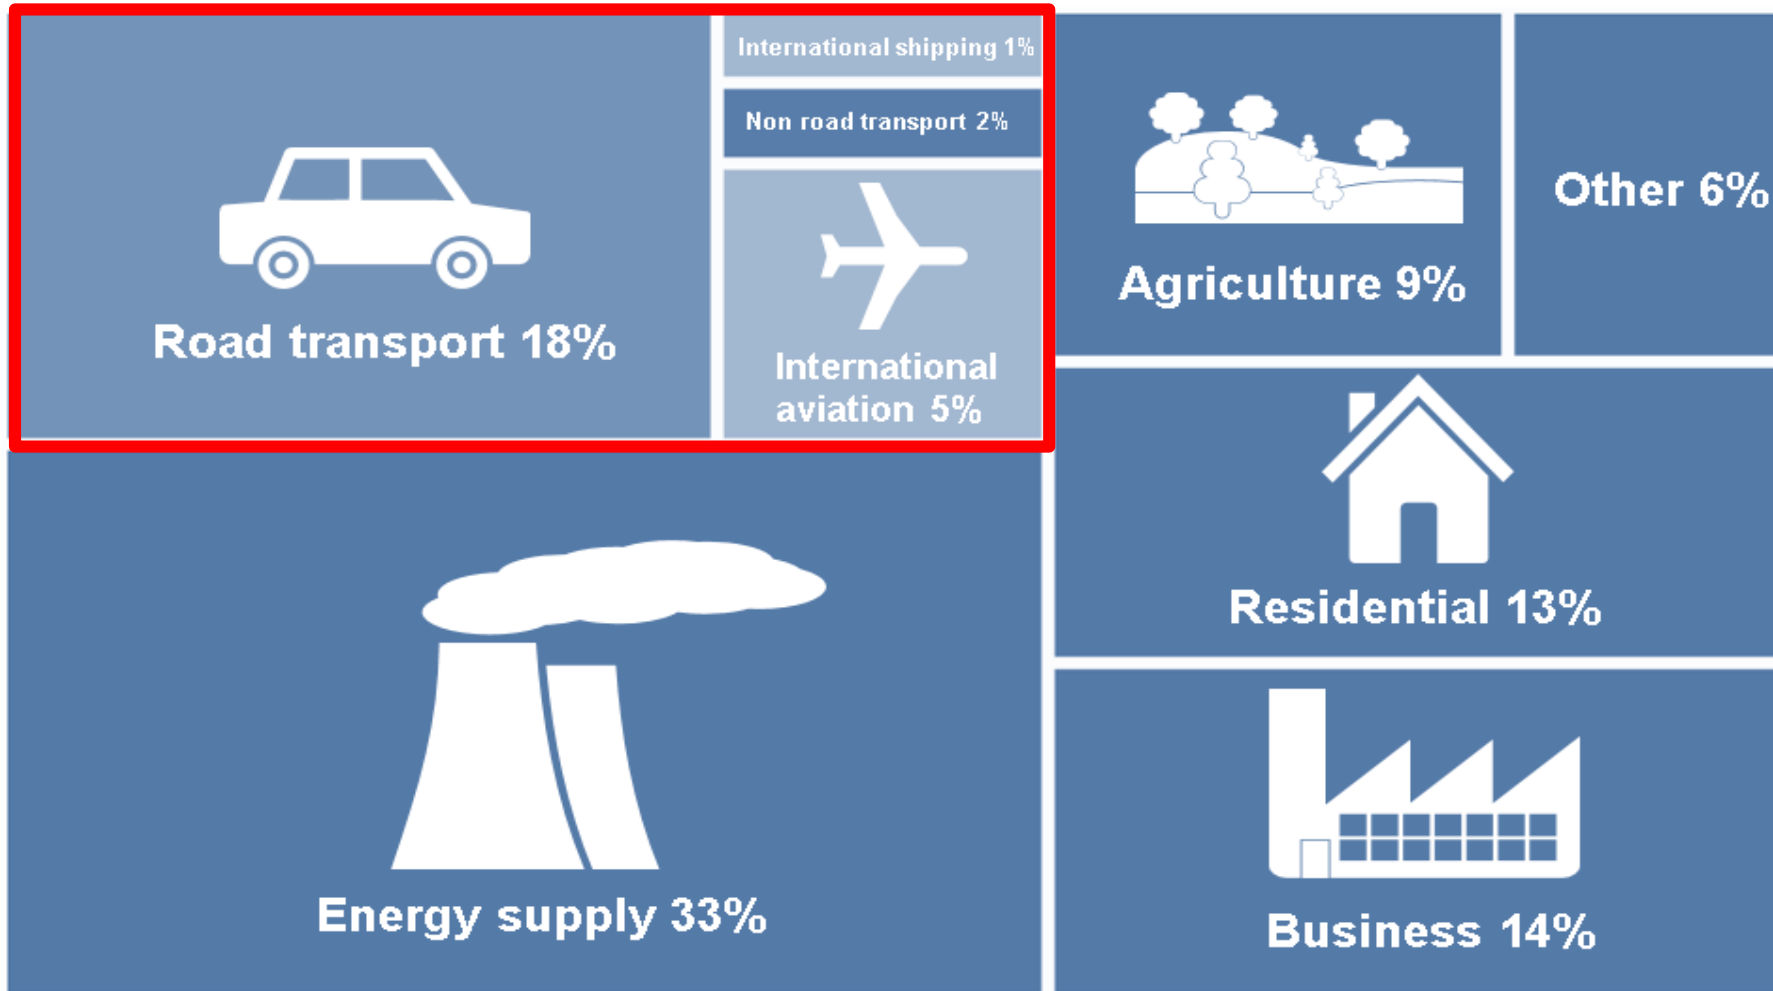 International shipping 1%
Non road transport 2%
Road transport 18%
International
aviation 5%
Agriculture 9%
Other 6%
Residential 13%
Energy supply 33%
Business 14%